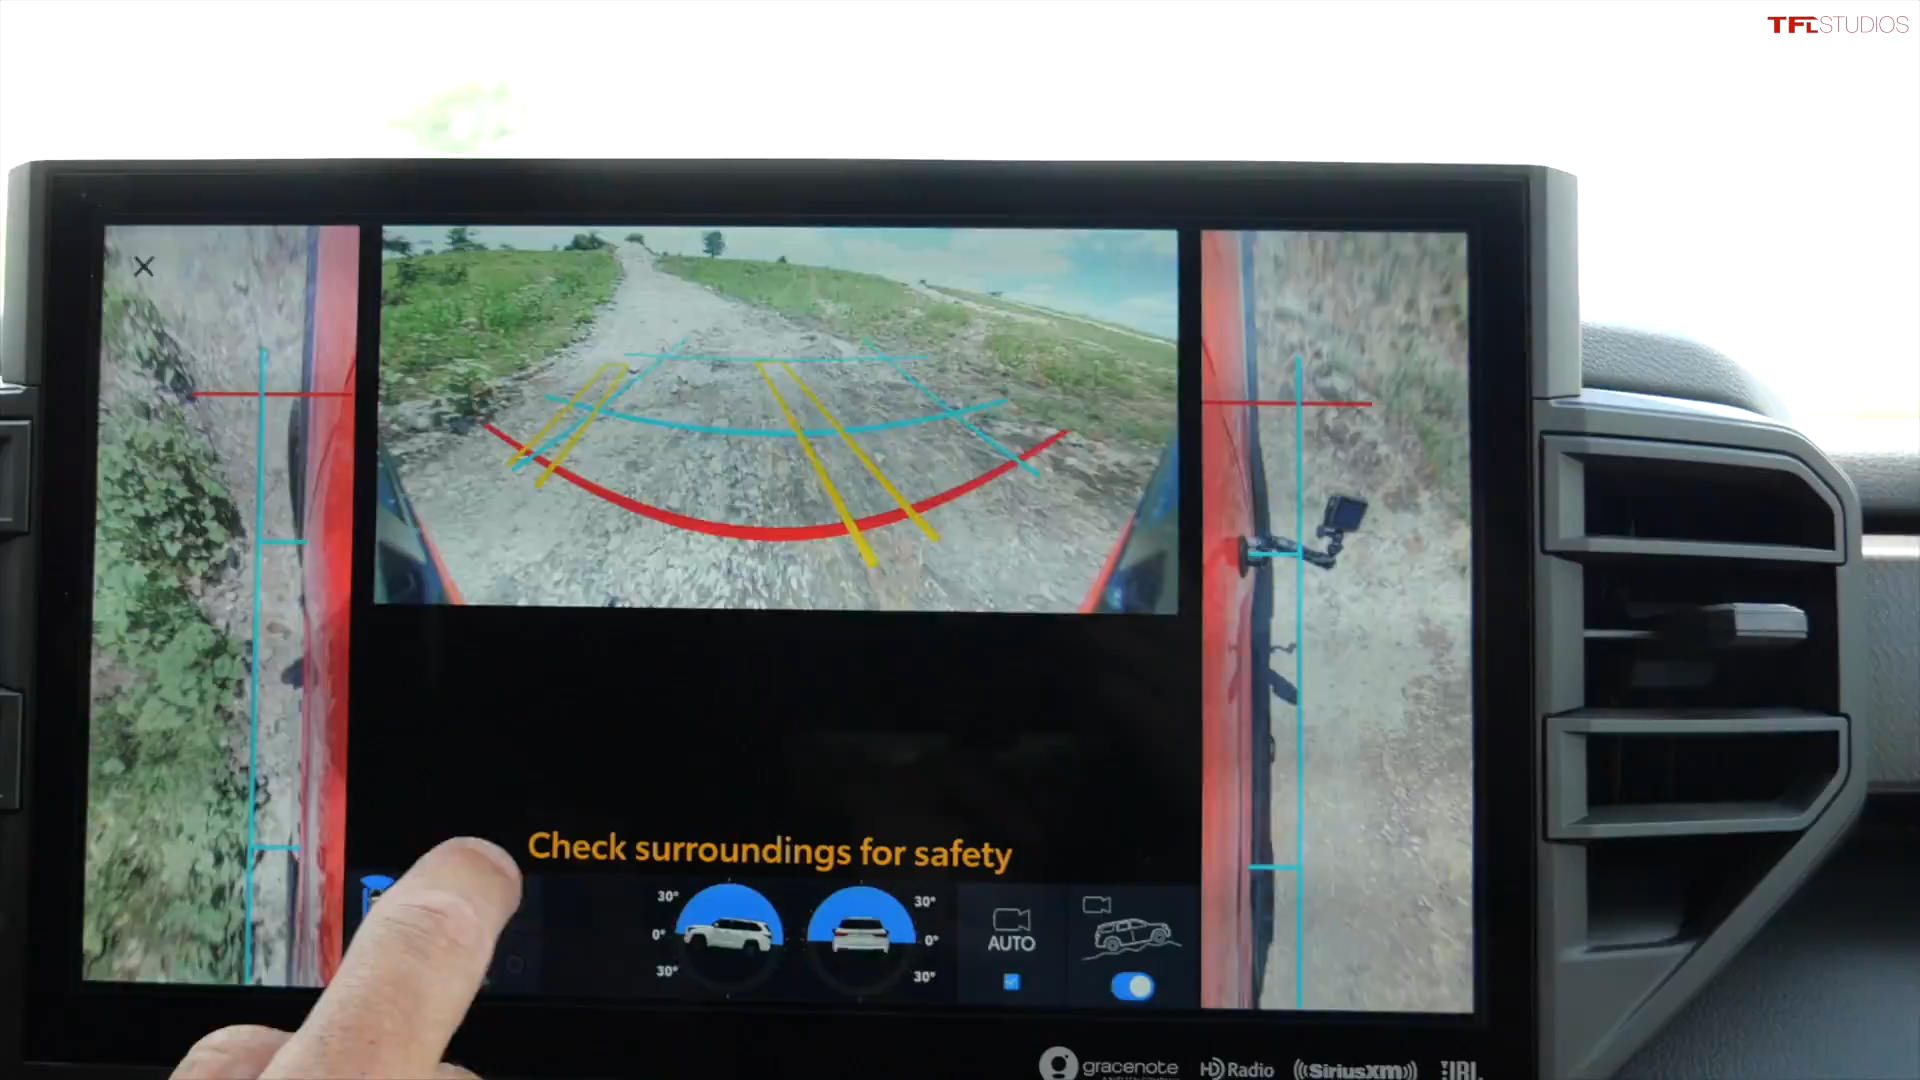 TFLSTUDIOS
Check surroundings for safety
30° 30°
0° 0°
30° 30°
AUTO
gracenote HD Radio ((SiriusXM)) JBL